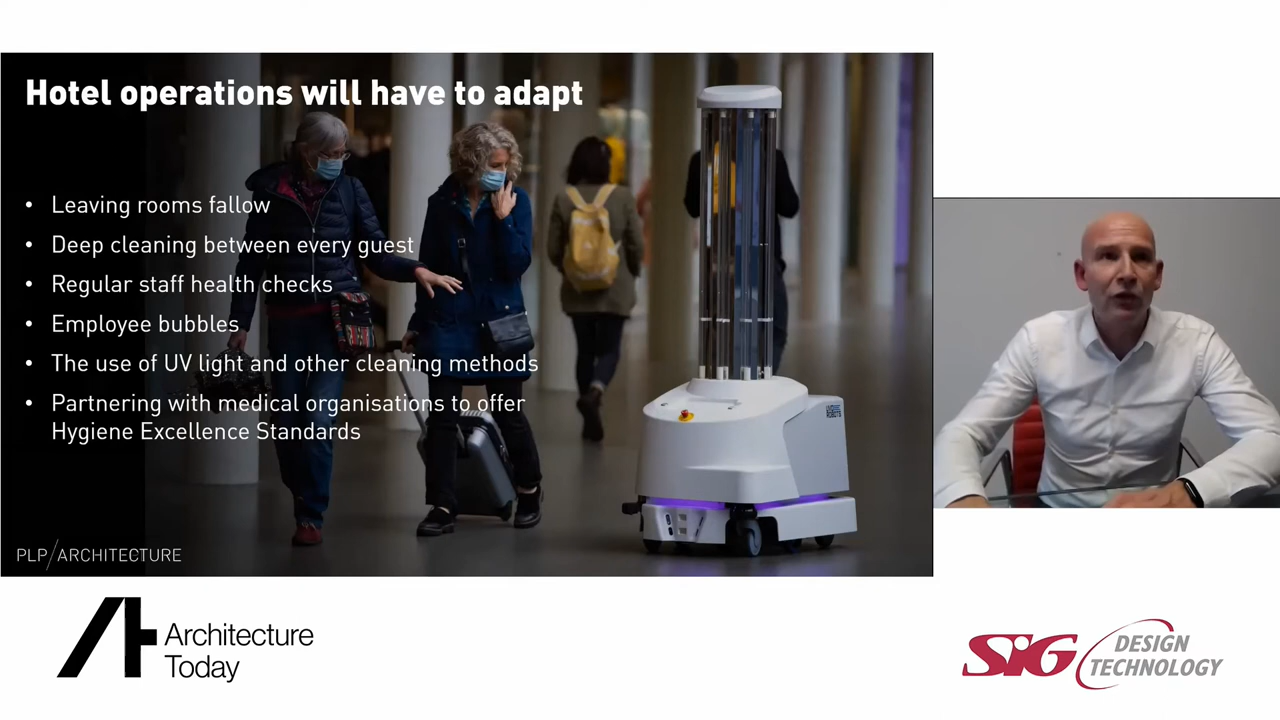 Hotel operations will have to adapt
• Leaving rooms fallow
• Deep cleaning between every guest
• Regular staff health checks
• Employee bubbles
• The use of UV light and other cleaning methods
• Partnering with medical organisations to offer
Hygiene Excellence Standards
ROBOTS
PLP/ARCHITECTURE
Architecture
Today
SIG
DESIGN
TECHNOLOGY